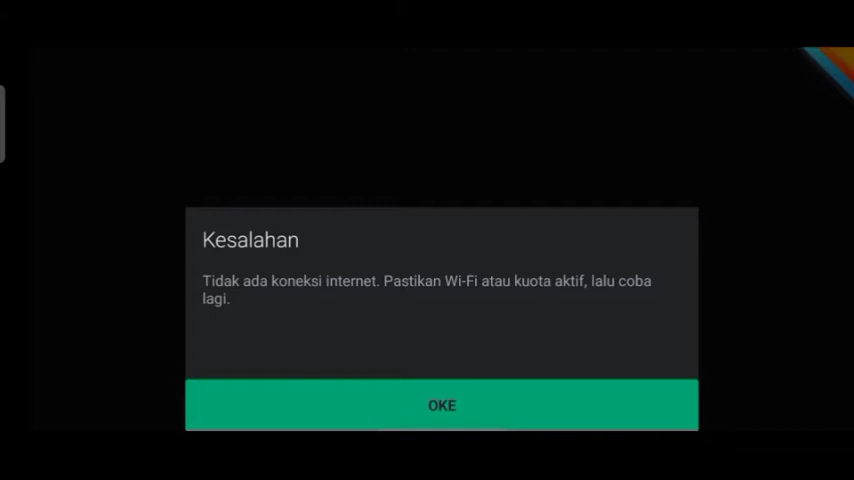 Kesalahan
Tidak ada koneksi internet. Pastikan Wi-Fi atau kuota aktif, lalu coba
lagi.
OKE